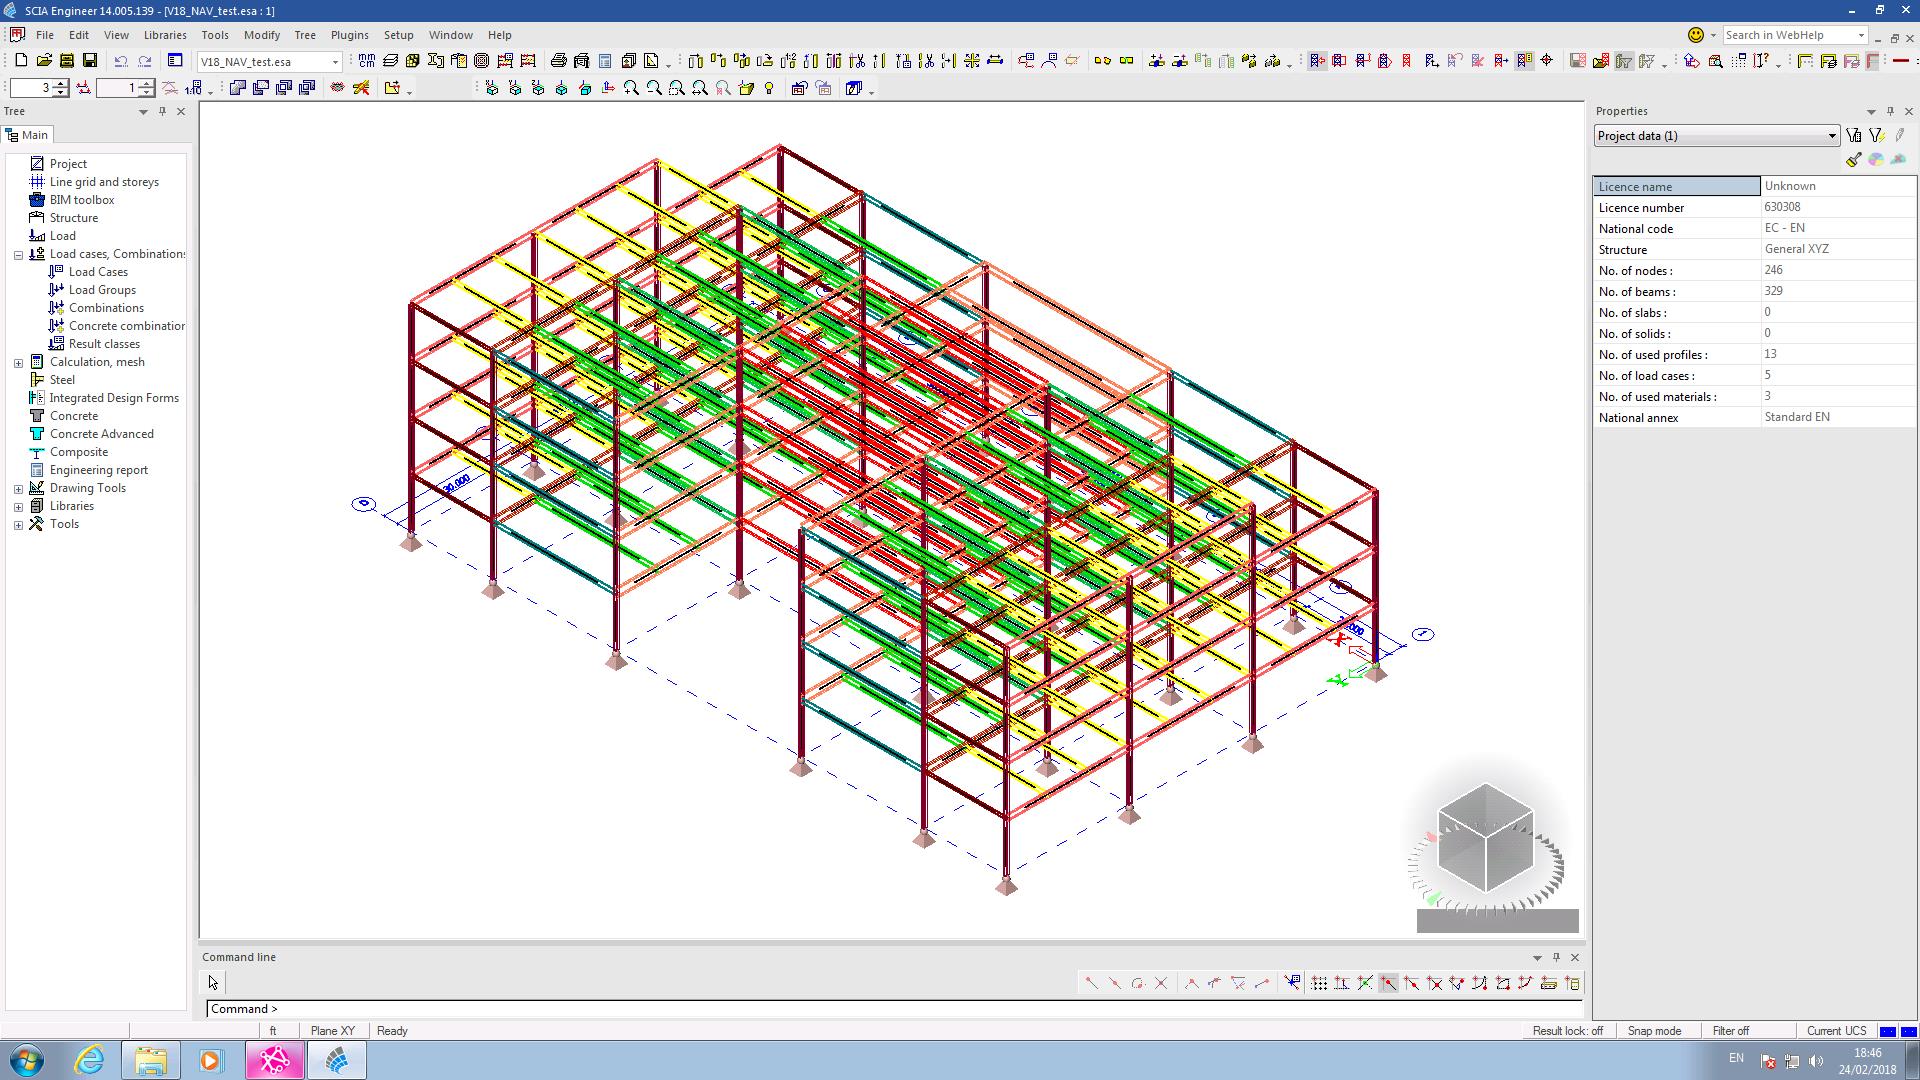 SCIA Engineer 14.005.139 - [V18_NAV_test.esa : 1]
File Edit View Libraries Tools Modify Tree Plugins Setup Window Help
Search in WebHelp
V18_NAV_test.esa
3 1
Tree
Main
Project
Line grid and storeys
BIM toolbox
Structure
Load
Load cases, Combinations
Load Cases
Load Groups
Combinations
Concrete combination
Result classes
Calculation, mesh
Steel
Integrated Design Forms
Concrete
Concrete Advanced
Composite
Engineering report
Drawing Tools
Libraries
Tools
30.000
X
Y
Properties
Project data (1)
Licence name Unknown
Licence number 630308
National code EC - EN
Structure General XYZ
No. of nodes : 246
No. of beams : 329
No. of slabs : 0
No. of solids : 0
No. of used profiles : 13
No. of load cases : 5
No. of used materials : 3
National annex Standard EN
Command line
Command >
ft Plane XY Ready Result lock: off Snap mode Filter off Current UCS
EN
18:46
24/02/2018